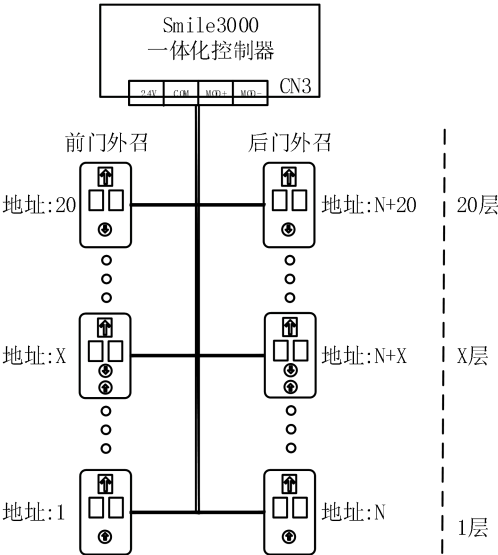 Smile3000
一体化控制器
24V COM MOD+ MOD- CN3
前门外召 后门外召
地址:20 地址:N+20 20层
地址:X 地址:N+X X层
地址:1 地址:N 1层